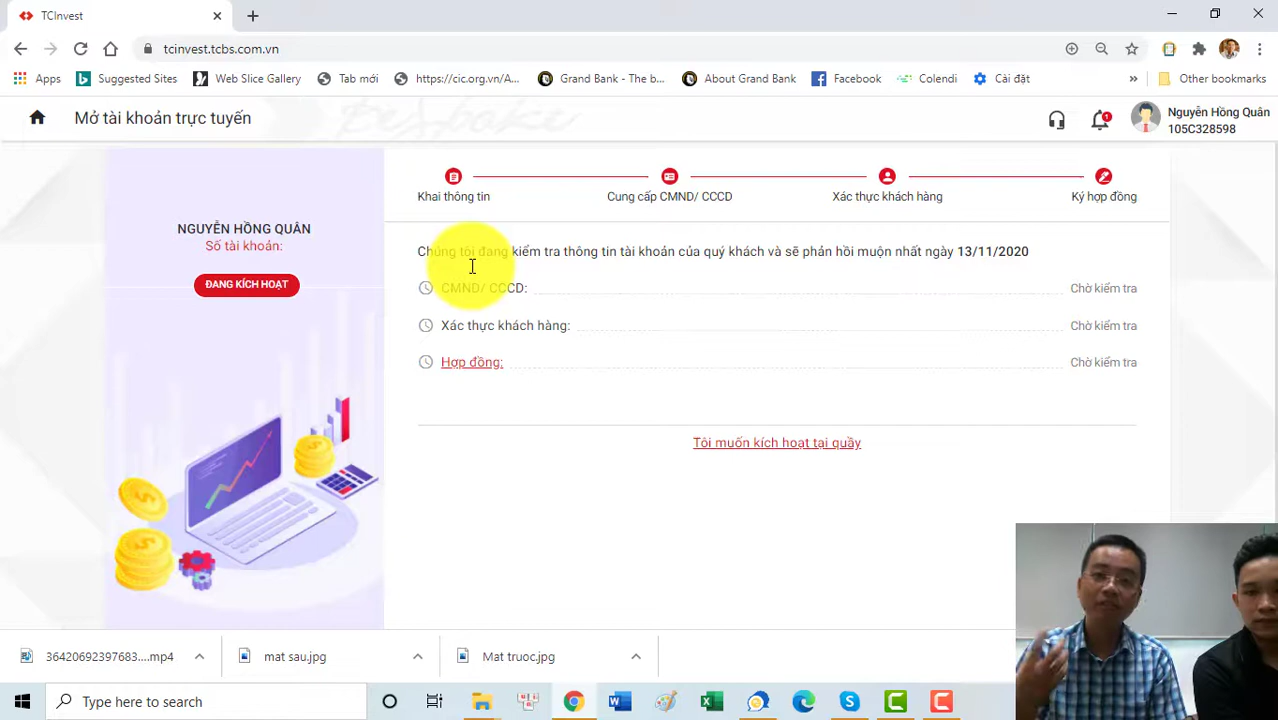 TCInvest
tcinvest.tcbs.com.vn
Apps
Suggested Sites
Web Slice Gallery
Tab mới
https://cic.org.vn/A...
Grand Bank - The b...
About Grand Bank
Facebook
Colendi
Cài đặt
Other bookmarks
Mở tài khoản trực tuyến
1
Nguyễn Hồng Quân
105C328598
NGUYỄN HỒNG QUÂN
Số tài khoản:
ĐANG KÍCH HOẠT
Khai thông tin
Cung cấp CMND/ CCCD
Xác thực khách hàng
Ký hợp đồng
Chúng tôi đang kiểm tra thông tin tài khoản của quý khách và sẽ phản hồi muộn nhất ngày 13/11/2020
CMND/ CCCD: Chờ kiểm tra
Xác thực khách hàng: Chờ kiểm tra
Hợp đồng: Chờ kiểm tra
Tôi muốn kích hoạt tại quầy
36420692397683....mp4
mat sau.jpg
Mat truoc.jpg
Type here to search